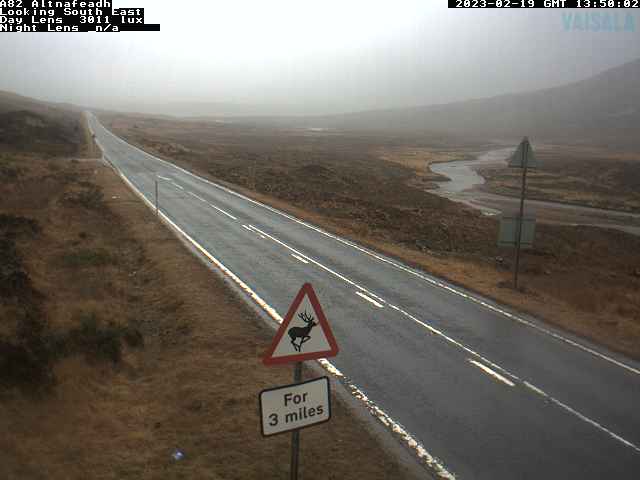 A82 Altnafeadh
Looking South East
Day Lens 3011 lux
Night Lens n/a
2023-02-19 GMT 13:50:02
VAISALA
For
3 miles